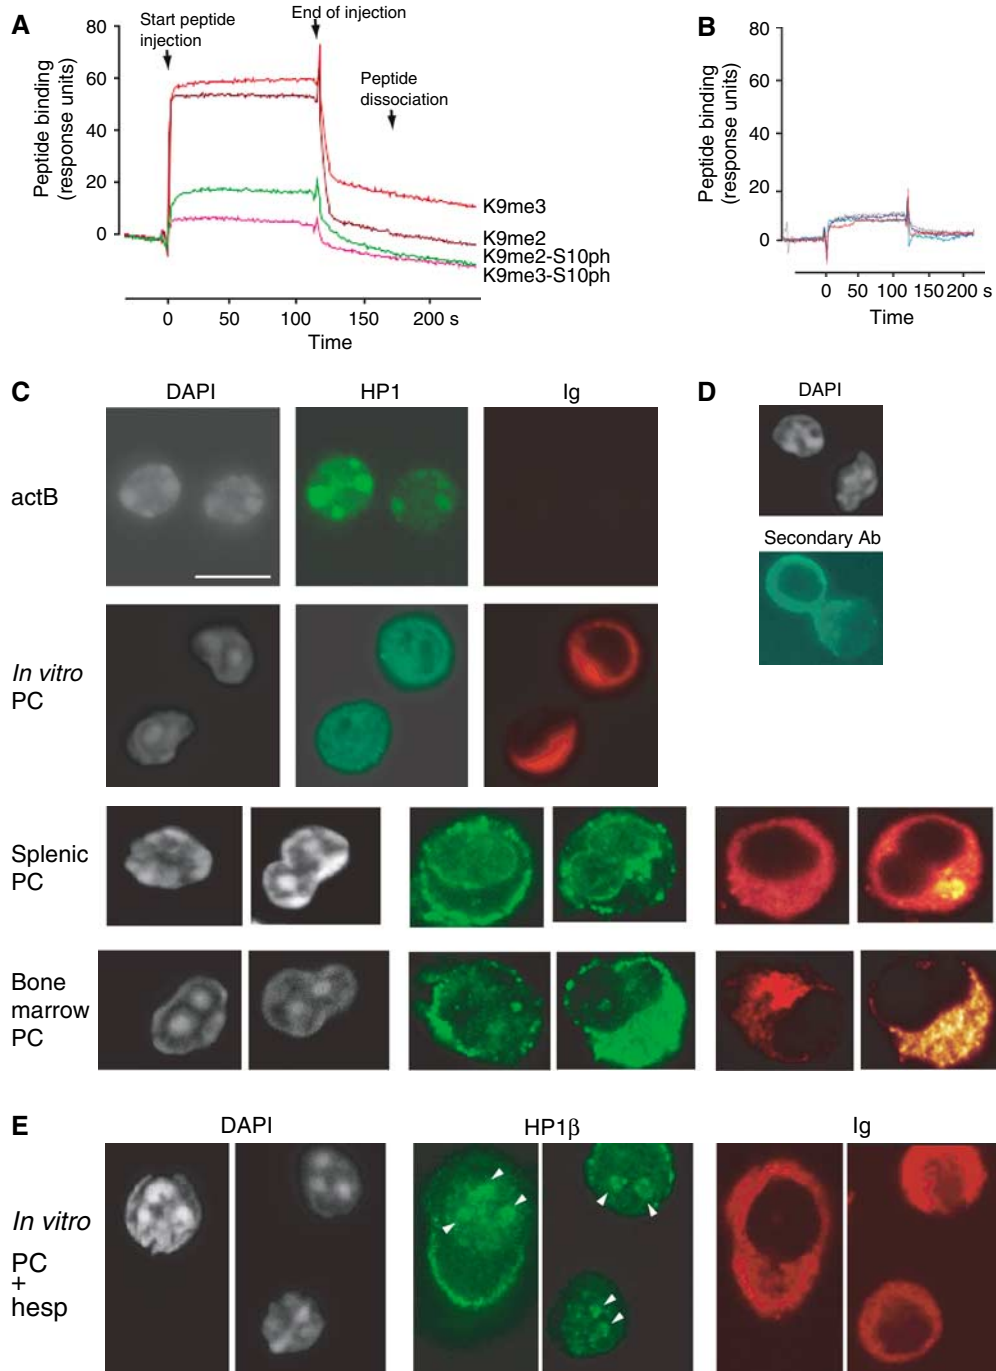 A
Start peptide
injection
End of injection
Peptide
dissociation
Peptide binding
(response units)
80
60
40
20
0
K9me3
K9me2
K9me2-S10ph
K9me3-S10ph
0 50 100 150 200 s
Time
B
Peptide binding
(response units)
80
60
40
20
0
0 50 100 150 200 s
Time
C
DAPI HP1 Ig
actB
In vitro
PC
Splenic
PC
Bone
marrow
PC
D
DAPI
Secondary Ab
E
DAPI HP1β Ig
In vitro
PC
+
hesp